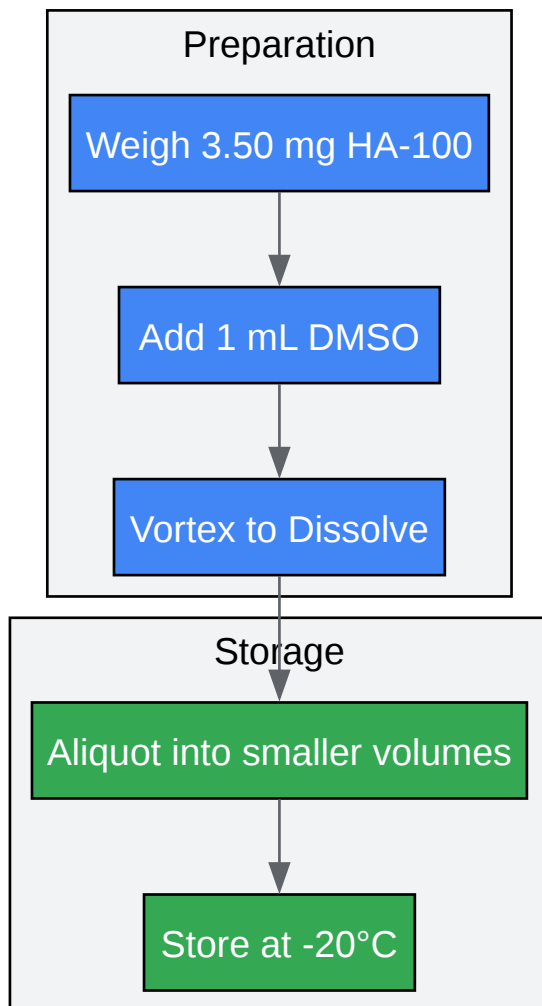 Preparation
Weigh 3.50 mg HA-100
Add 1 mL DMSO
Vortex to Dissolve
Storage
Aliquot into smaller volumes
Store at -20°C